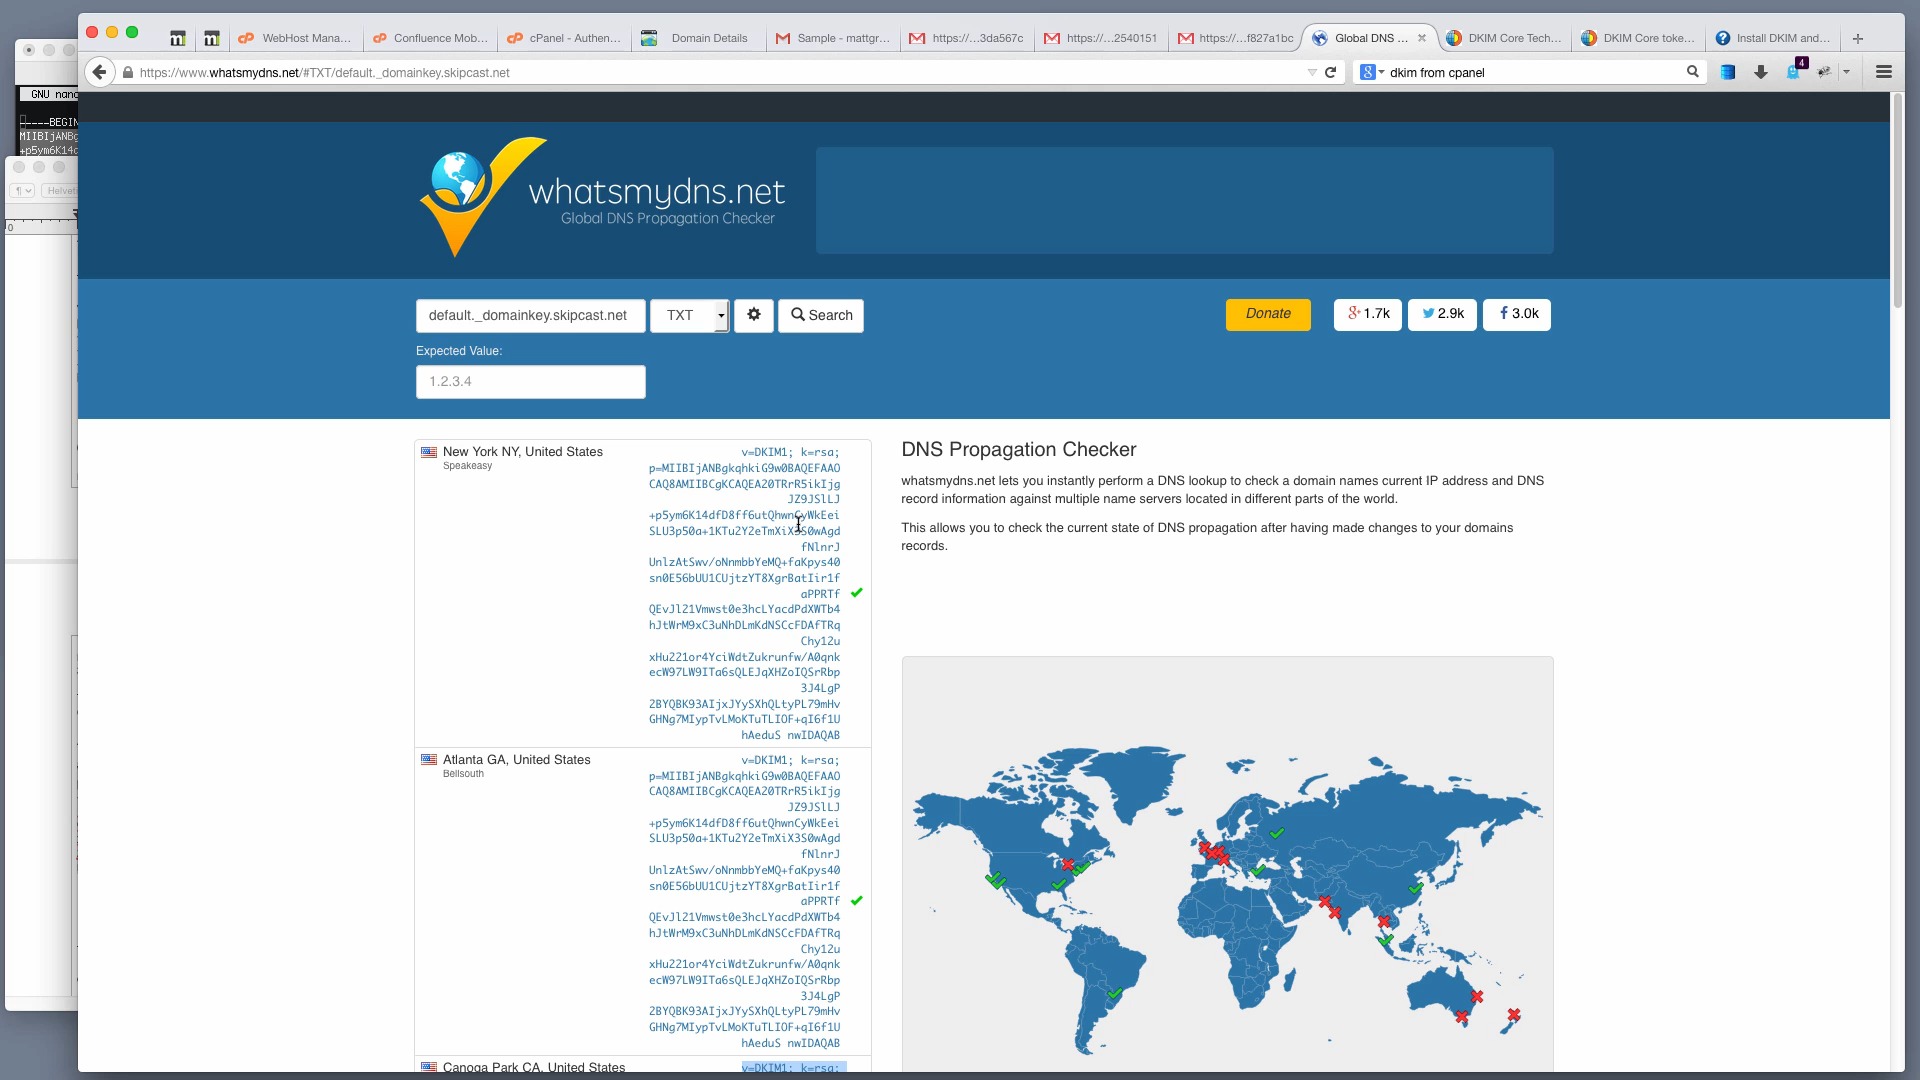 WebHost Mana...
Confluence Mob...
cPanel - Authen...
Domain Details
Sample - mattgr...
https://...3da567c
https://...2540151
https://...f827a1bc
Global DNS ...
DKIM Core Tech...
DKIM Core toke...
Install DKIM and...
https://www.whatsmydns.net/#TXT/default._domainkey.skipcast.net
dkim from cpanel
4
GNU nano
-----BEGIN
MIIBIjANBg
+p5ym6K14d
Helvetic
0
whatsmydns.net
Global DNS Propagation Checker
default._domainkey.skipcast.net
TXT
Search
Donate
1.7k
2.9k
3.0k
Expected Value:
1.2.3.4
New York NY, United States
Speakeasy
v=DKIM1; k=rsa;
p=MIIBIjANBgkqhkiG9w0BAQEFAAO
CAQ8AMIIBCgKCAQEA20TRrR5ikIjg
JZ9JSlLJ
+p5ym6K14dfD8ff6utQhwnCyWkEei
SLU3p50a+1KTu2Y2eTmXiX3S0wAgd
fNlnrJ
UnlzAtSwv/oNnmbbYeMQ+faKpys40
sn0E56bUU1CUjtzYT8XgrBatIir1f
aPPRTf
QEvJl21Vmwst0e3hcLYacdPdXWTb4
hJtWrM9xC3uNhDLmKdNSCcFDAfTRq
Chy12u
xHu221or4YciWdtZukrunfw/A0qnk
ecW97LW9ITa6sQLEJqXHZoIQSrRbp
3J4LgP
2BYQBK93AIjxJYySXhQLtyPL79mHv
GHNg7MIypTvLMoKTuTLIOF+qI6f1U
hAeduS nwIDAQAB
Atlanta GA, United States
Bellsouth
v=DKIM1; k=rsa;
p=MIIBIjANBgkqhkiG9w0BAQEFAAO
CAQ8AMIIBCgKCAQEA20TRrR5ikIjg
JZ9JSlLJ
+p5ym6K14dfD8ff6utQhwnCyWkEei
SLU3p50a+1KTu2Y2eTmXiX3S0wAgd
fNlnrJ
UnlzAtSwv/oNnmbbYeMQ+faKpys40
sn0E56bUU1CUjtzYT8XgrBatIir1f
aPPRTf
QEvJl21Vmwst0e3hcLYacdPdXWTb4
hJtWrM9xC3uNhDLmKdNSCcFDAfTRq
Chy12u
xHu221or4YciWdtZukrunfw/A0qnk
ecW97LW9ITa6sQLEJqXHZoIQSrRbp
3J4LgP
2BYQBK93AIjxJYySXhQLtyPL79mHv
GHNg7MIypTvLMoKTuTLIOF+qI6f1U
hAeduS nwIDAQAB
Canoga Park CA, United States
v=DKIM1; k=rsa;
DNS Propagation Checker
whatsmydns.net lets you instantly perform a DNS lookup to check a domain names current IP address and DNS
record information against multiple name servers located in different parts of the world.
This allows you to check the current state of DNS propagation after having made changes to your domains
records.